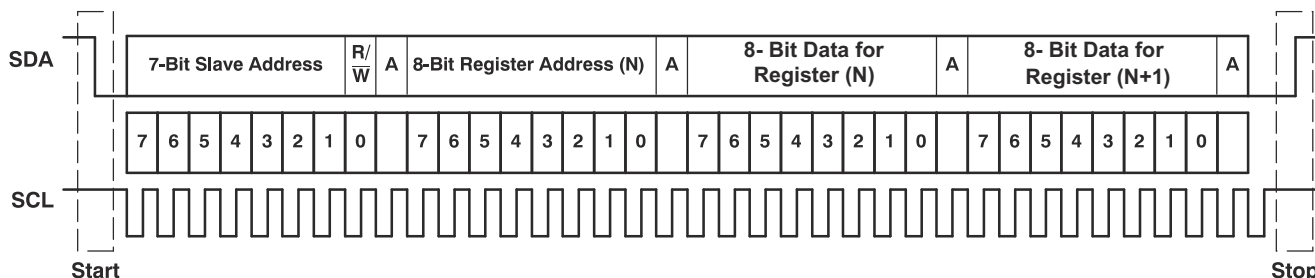 SDA
7-Bit Slave Address
R/
W
A
8-Bit Register Address (N)
A
8- Bit Data for
Register (N)
A
8- Bit Data for
Register (N+1)
A
7 6 5 4 3 2 1 0 7 6 5 4 3 2 1 0 7 6 5 4 3 2 1 0 7 6 5 4 3 2 1 0
SCL
Start
Stop